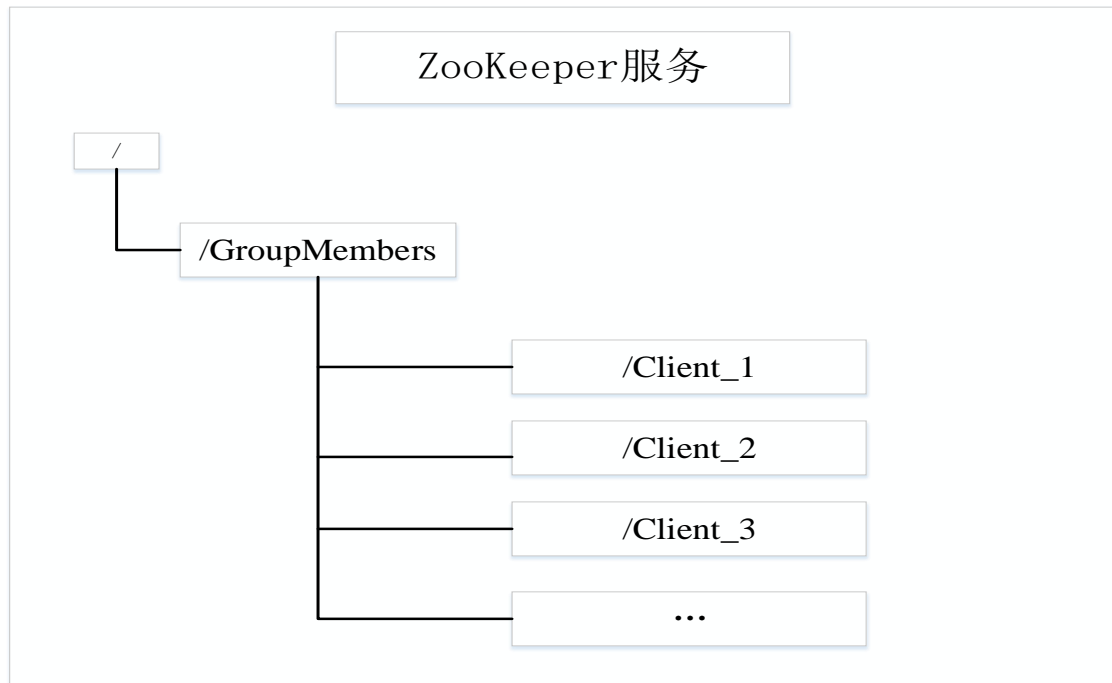 ZooKeeper服务
/
/GroupMembers
/Client_1
/Client_2
/Client_3
...